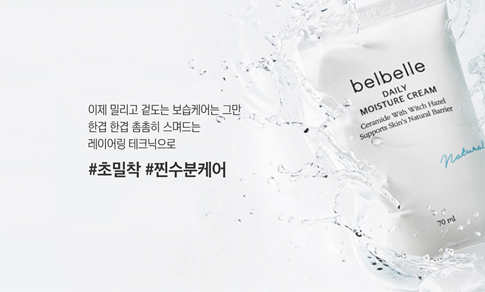 이제 밀리고 겉도는 보습케어는 그만
한겹 한겹 촘촘히 스며드는
레이어링 테크닉으로
#초밀착 #찐수분케어
belbelle
DAILY
MOISTURE CREAM
Ceramide With Witch Hazel
Supports Skin's Natural Barrier
Natural
70 ml